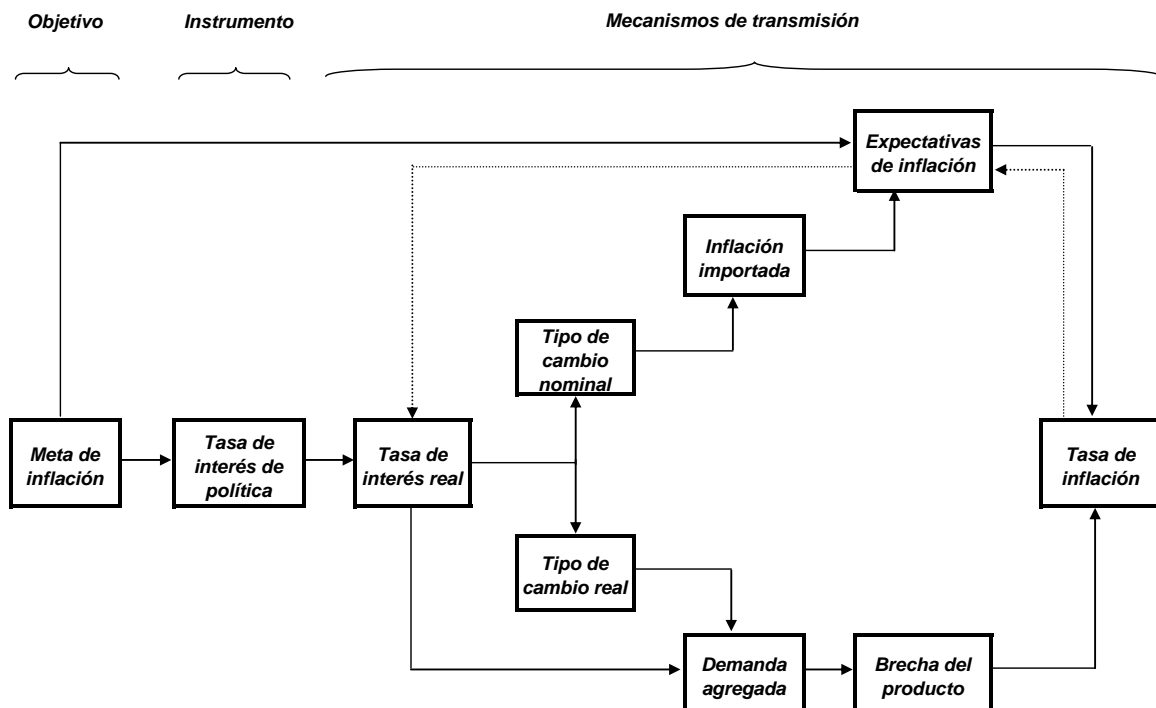 Objetivo
Instrumento
Mecanismos de transmisión
Expectativas
de inflación
Inflación
importada
Tipo de
cambio
nominal
Meta de
inflación
Tasa de
interés de
política
Tasa de
interés real
Tasa de
inflación
Tipo de
cambio real
Demanda
agregada
Brecha del
producto